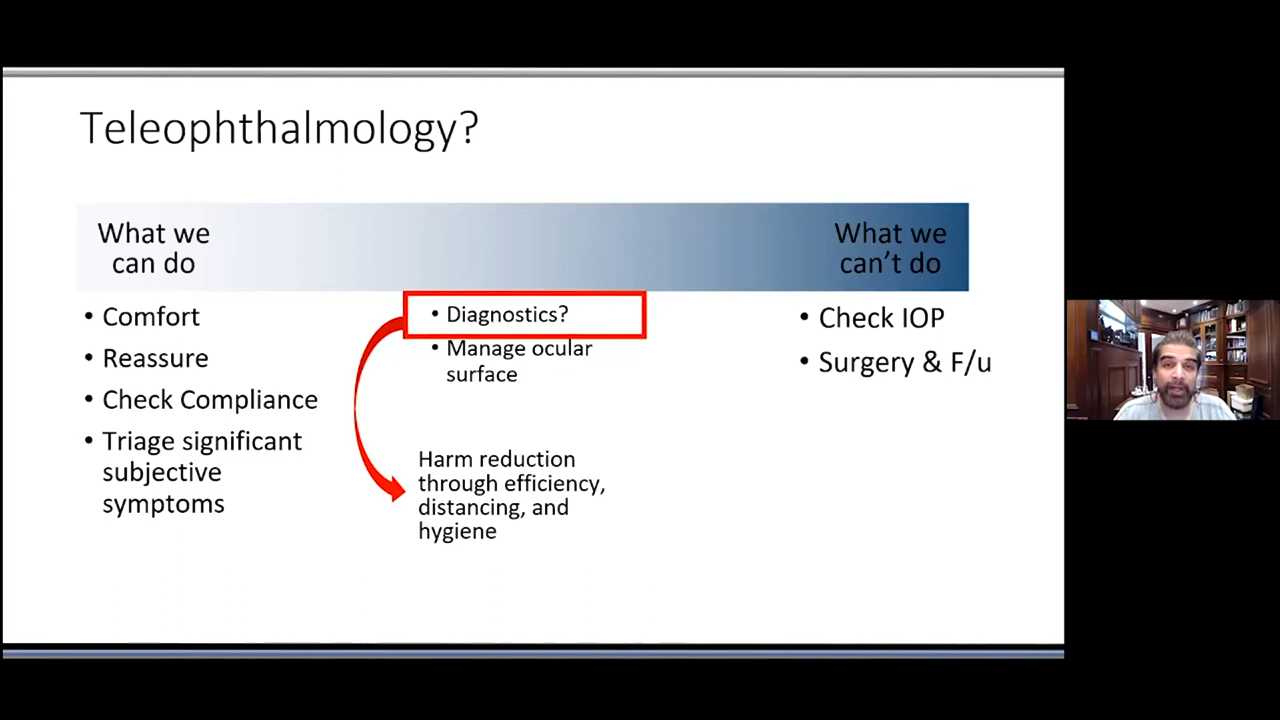 Teleophthalmology?
What we
can do
What we
can't do
• Comfort
• Reassure
• Check Compliance
• Triage significant
subjective
symptoms
• Diagnostics?
• Manage ocular
surface
Harm reduction
through efficiency,
distancing, and
hygiene
• Check IOP
• Surgery & F/u